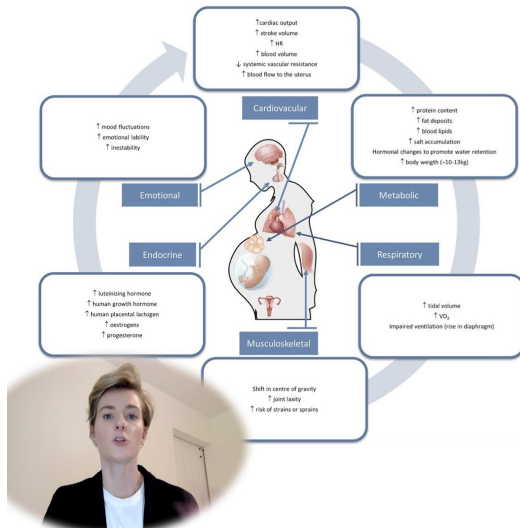 ↑cardiac output
↑ stroke volume
↑ HR
↑ blood volume
↓ systemic vascular resistance
↑ blood flow to the uterus
Cardiovacular
↑ mood fluctuations
↑ emotional lability
↑ inestability
Emotional
↑ protein content
↑ fat deposits
↑ blood lipids
↑ salt accumulation
Hormonal changes to promote water retention
↑ body weigth (~10-13kg)
Metabolic
Endocrine
↑ luteinizing hormone
↑ human growth hormone
↑ human placental lactogen
↑ oestrogens
↑ progesterone
Respiratory
↑ tidal volume
↑ VO₂
Impaired ventilation (rise in diaphragm)
Musculoskeletal
Shift in centre of gravity
↑ joint laxity
↑ risk of strains or sprains